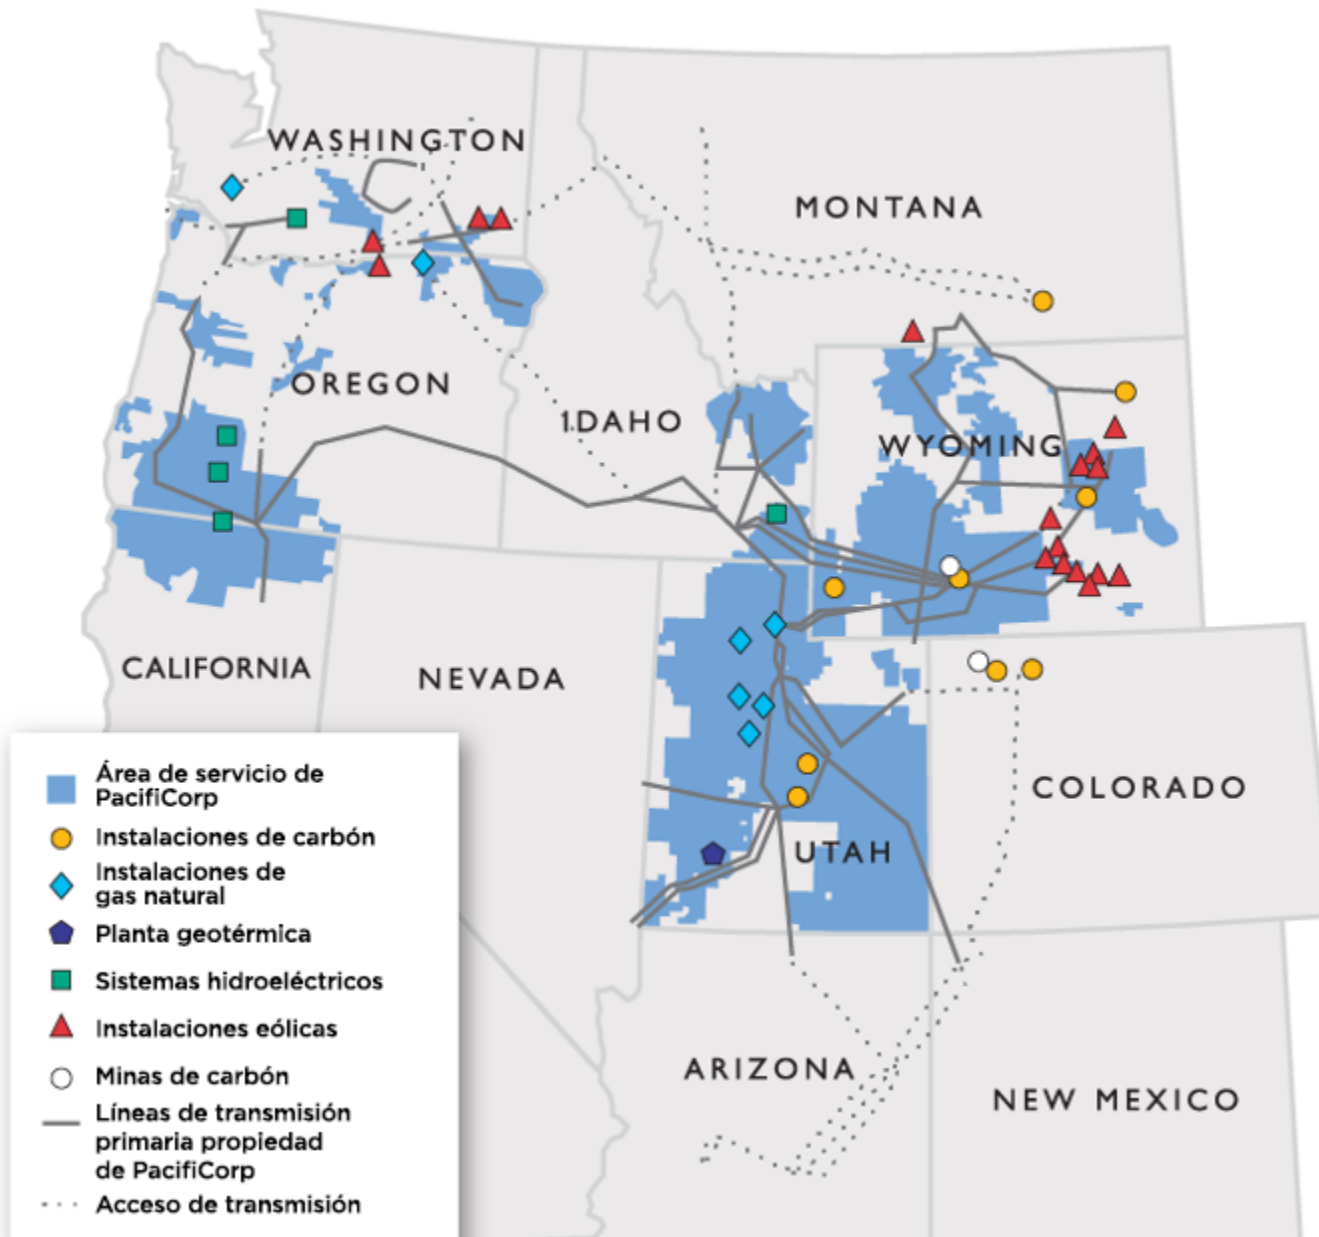 WASHINGTON
MONTANA
OREGON
IDAHO
WYOMING
CALIFORNIA
NEVADA
COLORADO
UTAH
ARIZONA
NEW MEXICO
Área de servicio de
PacifiCorp
Instalaciones de carbón
Instalaciones de
gas natural
Planta geotérmica
Sistemas hidroeléctricos
Instalaciones eólicas
Minas de carbón
Líneas de transmisión
primaria propiedad
de PacifiCorp
Acceso de transmisión